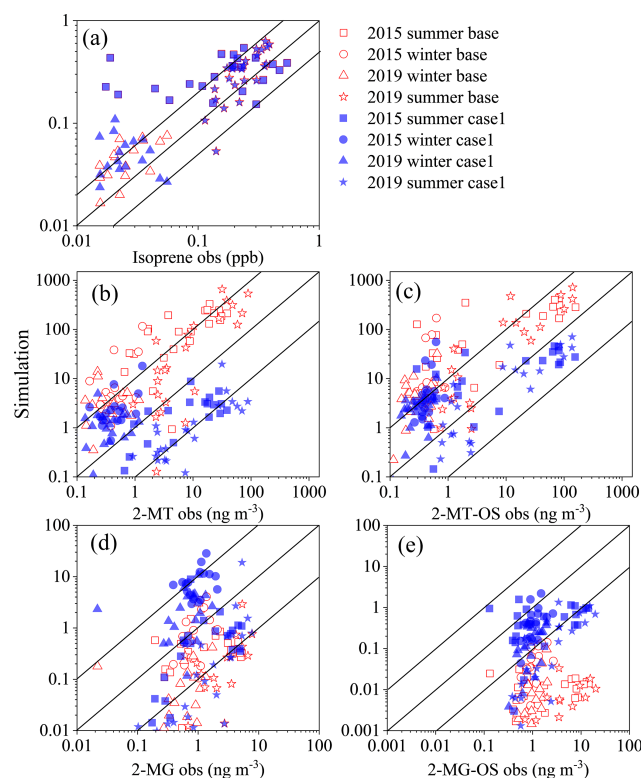 (a)
1
0.1
0.01
0.01
0.1
1
Isoprene obs (ppb)
2015 summer base
2015 winter base
2019 winter base
2019 summer base
2015 summer case1
2015 winter case1
2019 winter case1
2019 summer case1
Simulation
(b)
1000
100
10
1
0.1
0.1
1
10
100
1000
2-MT obs (ng m-3)
(c)
1000
100
10
1
0.1
0.1
1
10
100
1000
2-MT-OS obs (ng m-3)
(d)
100
10
1
0.1
0.01
0.01
0.1
1
10
100
2-MG obs (ng m-3)
(e)
100
10
1
0.1
0.01
0.001
0.001
0.01
0.1
1
10
100
2-MG-OS obs (ng m-3)